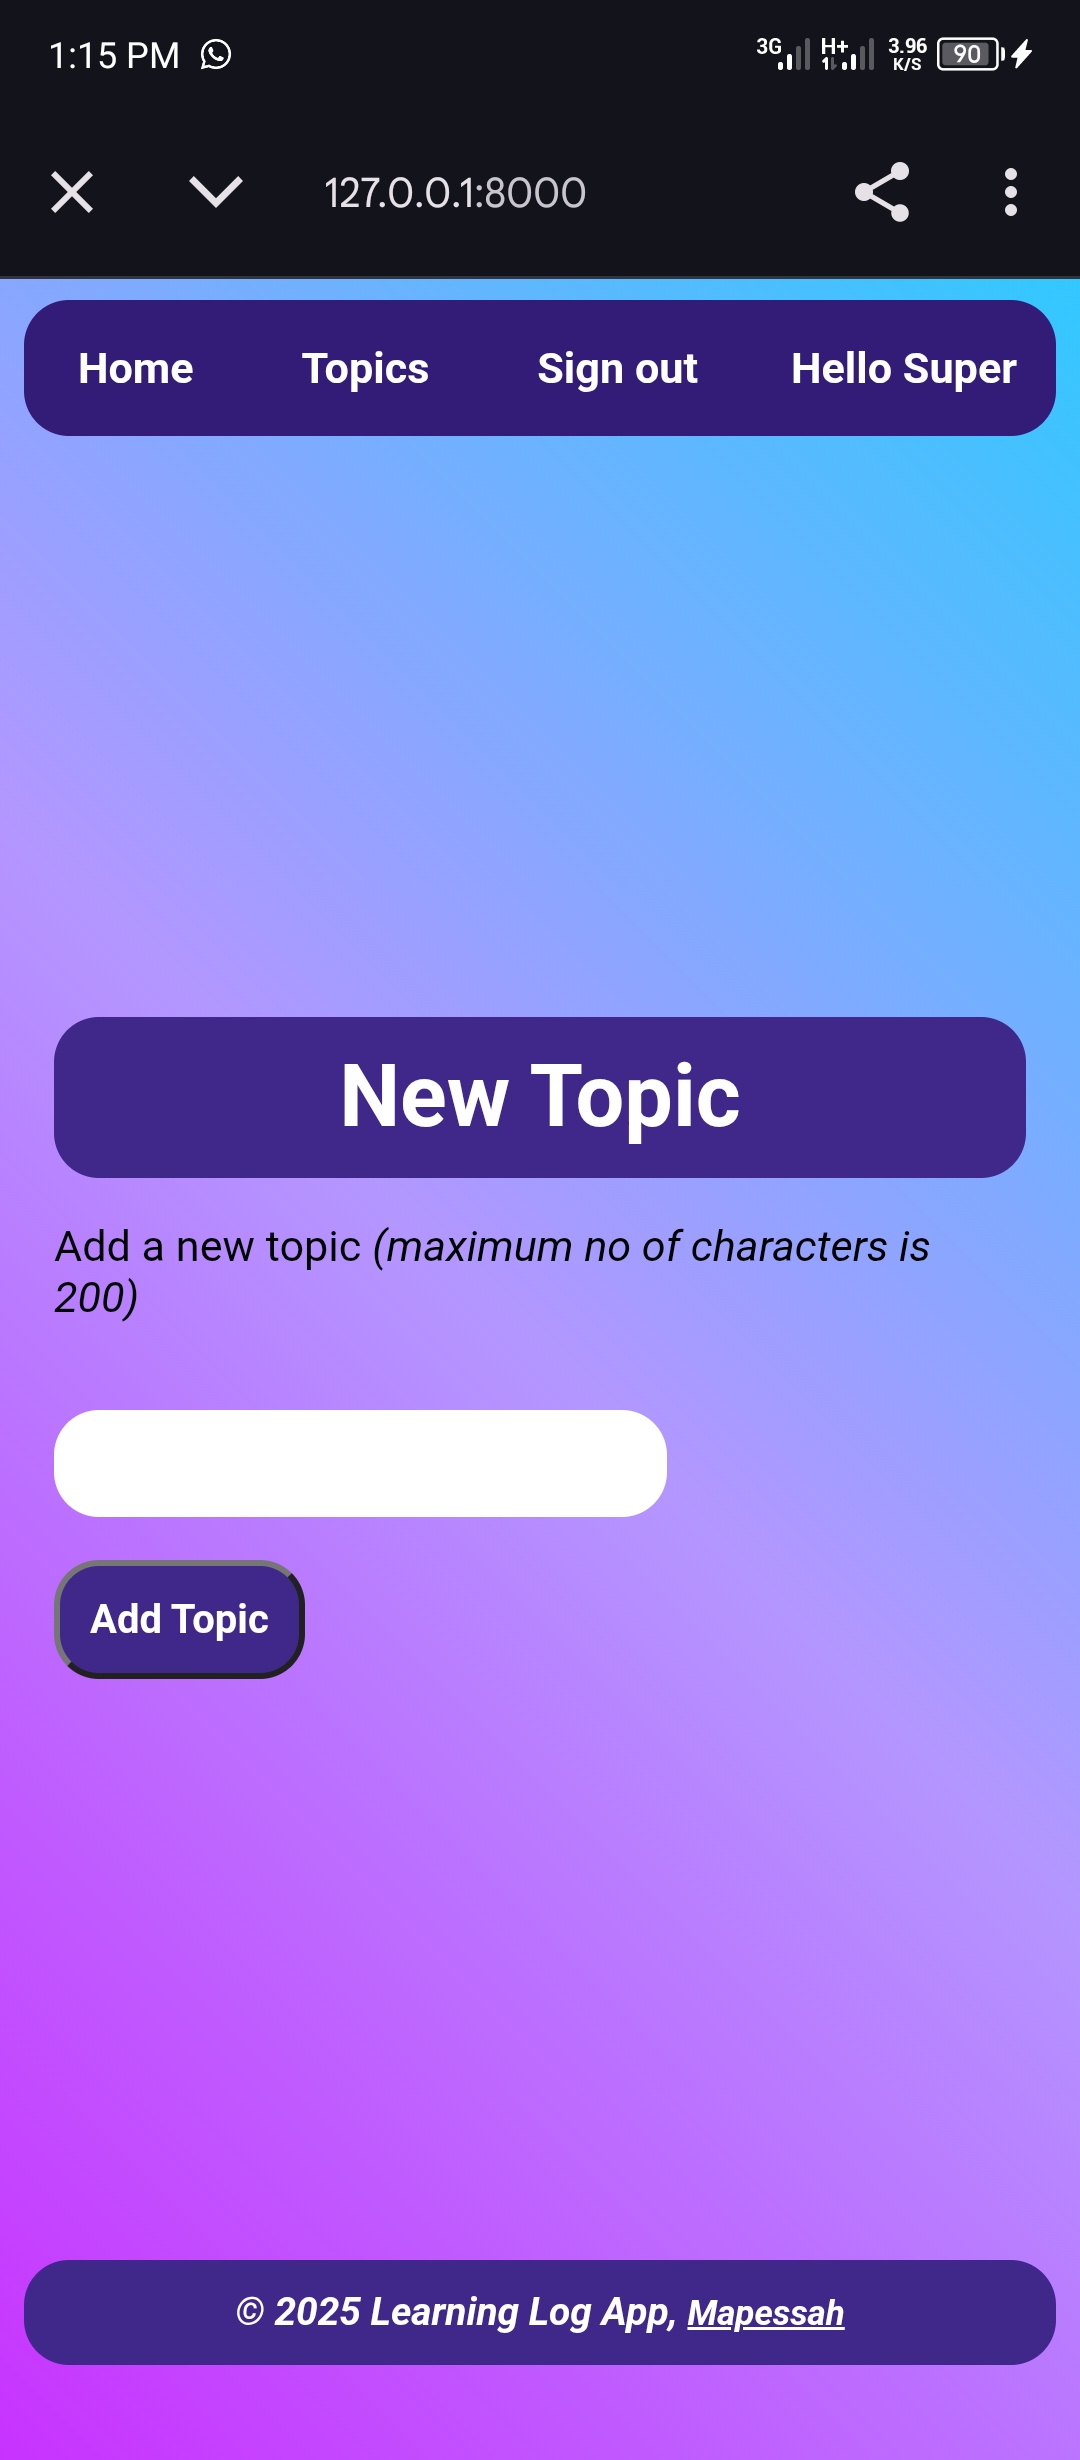 1:15 PM 3G H+ 3.96 K/S 90
127.0.0.1:8000
Home Topics Sign out Hello Super
New Topic
Add a new topic (maximum no of characters is
200)
Add Topic
© 2025 Learning Log App, Mapessah